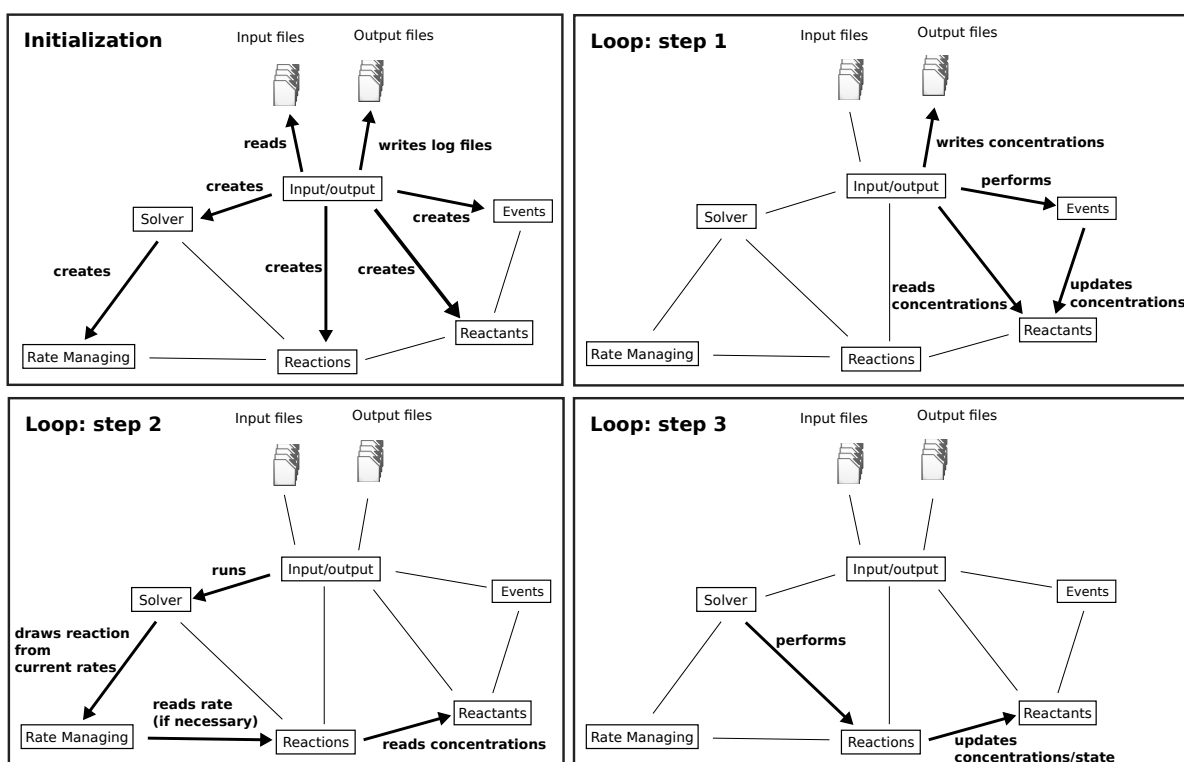 Initialization
Input files
Output files
reads
writes log files
creates
Input/output
creates
Solver
Events
creates
creates
creates
Rate Managing
Reactions
Reactants
Loop: step 1
Input files
Output files
writes concentrations
Input/output
performs
Solver
Events
reads
concentrations
updates
concentrations
Reactants
Rate Managing
Reactions
Loop: step 2
Input files
Output files
runs
Input/output
Solver
Events
draws reaction
from
current rates
reads rate
(if necessary)
Reactants
Rate Managing
Reactions
reads concentrations
Loop: step 3
Input files
Output files
Input/output
Solver
Events
performs
Reactants
Rate Managing
Reactions
updates
concentrations/state